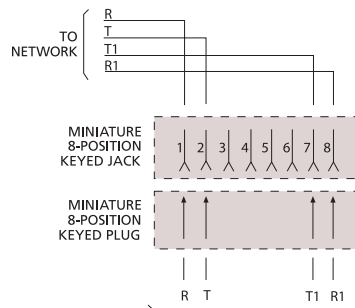 R
T
TO
NETWORK
T1
R1
MINIATURE
8-POSITION
KEYED JACK
1 2 3 4 5 6 7 8
MINIATURE
8-POSITION
KEYED PLUG
R T T1 R1